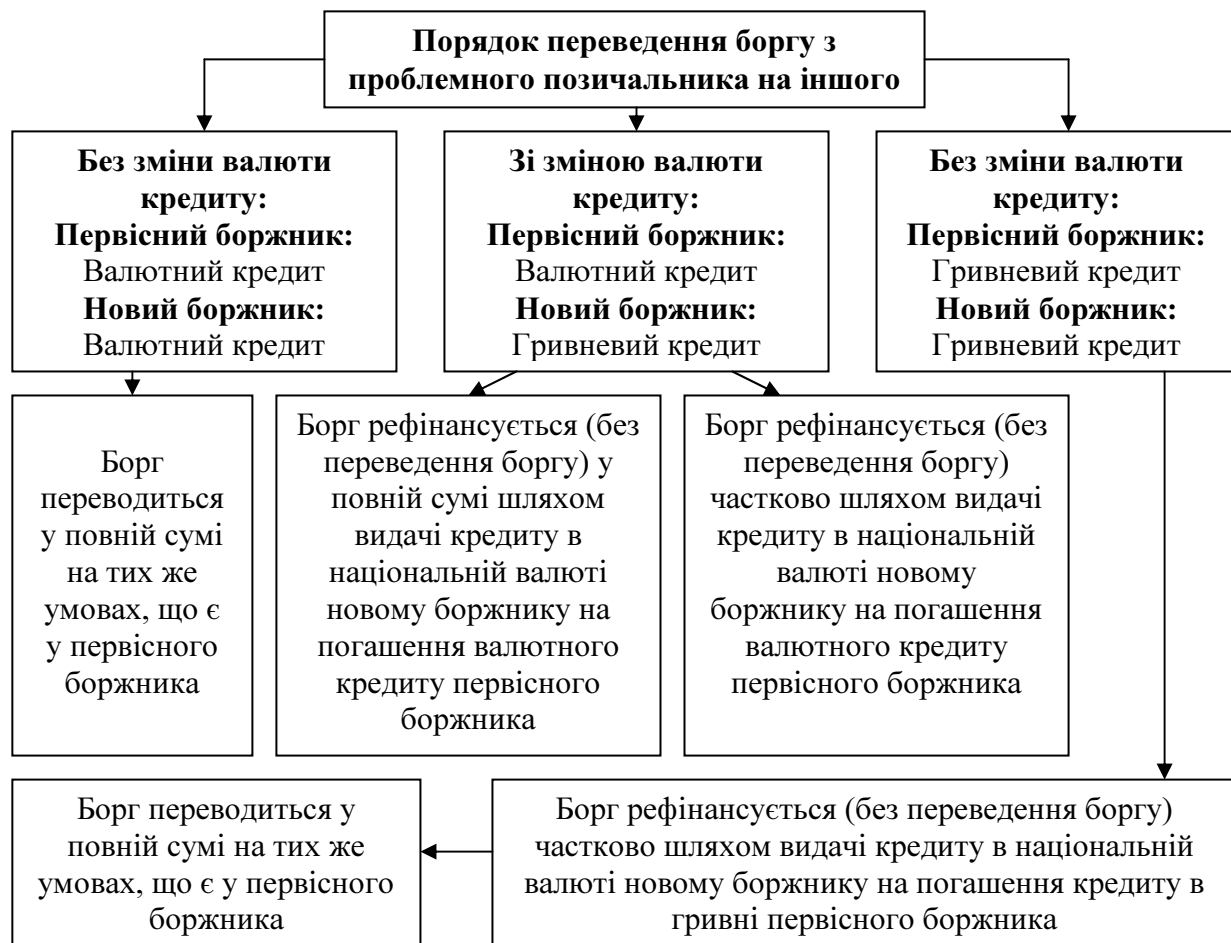 Порядок переведення боргу з
проблемного позичальника на іншого
Без зміни валюти
кредиту:
Первісний боржник:
Валютний кредит
Новий боржник:
Валютний кредит
Зі зміною валюти
кредиту:
Первісний боржник:
Валютний кредит
Новий боржник:
Гривневий кредит
Без зміни валюти
кредиту:
Первісний боржник:
Гривневий кредит
Новий боржник:
Гривневий кредит
Борг
переводиться
у повній сумі
на тих же
умовах, що є
у первісного
боржника
Борг рефінансується (без
переведення боргу) у
повній сумі шляхом
видачі кредиту в
національній валюті
новому боржнику на
погашення валютного
кредиту первісного
боржника
Борг рефінансується (без
переведення боргу)
частково шляхом видачі
кредиту в національній
валюті новому
боржнику на погашення
валютного кредиту
первісного боржника
Борг переводиться у
повній сумі на тих же
умовах, що є у первісного
боржника
Борг рефінансується (без переведення боргу)
частково шляхом видачі кредиту в національній
валюті новому боржнику на погашення кредиту в
гривні первісного боржника